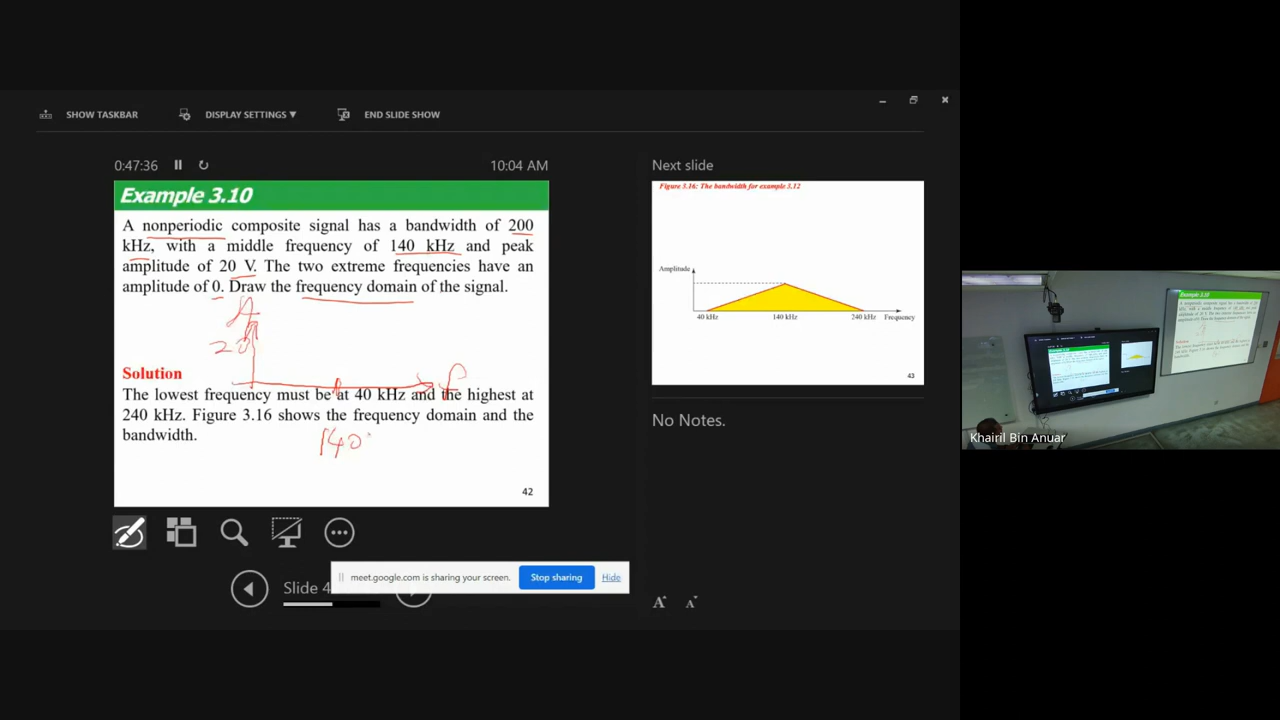 SHOW TASKBAR
DISPLAY SETTINGS ▼
END SLIDE SHOW
0:47:36
10:04 AM
Example 3.10
A nonperiodic composite signal has a bandwidth of 200
kHz, with a middle frequency of 140 kHz and peak
amplitude of 20 V. The two extreme frequencies have an
amplitude of 0. Draw the frequency domain of the signal.
A
20
f
Solution
The lowest frequency must be at 40 kHz and the highest at
240 kHz. Figure 3.16 shows the frequency domain and the
bandwidth.
140
42
Slide 4
meet.google.com is sharing your screen.
Stop sharing
Hide
Next slide
Figure 3.16: The bandwidth for example 3.12
Amplitude
40 kHz
140 kHz
240 kHz
Frequency
43
No Notes.
A
A
Example 3.10
Khairil Bin Anuar